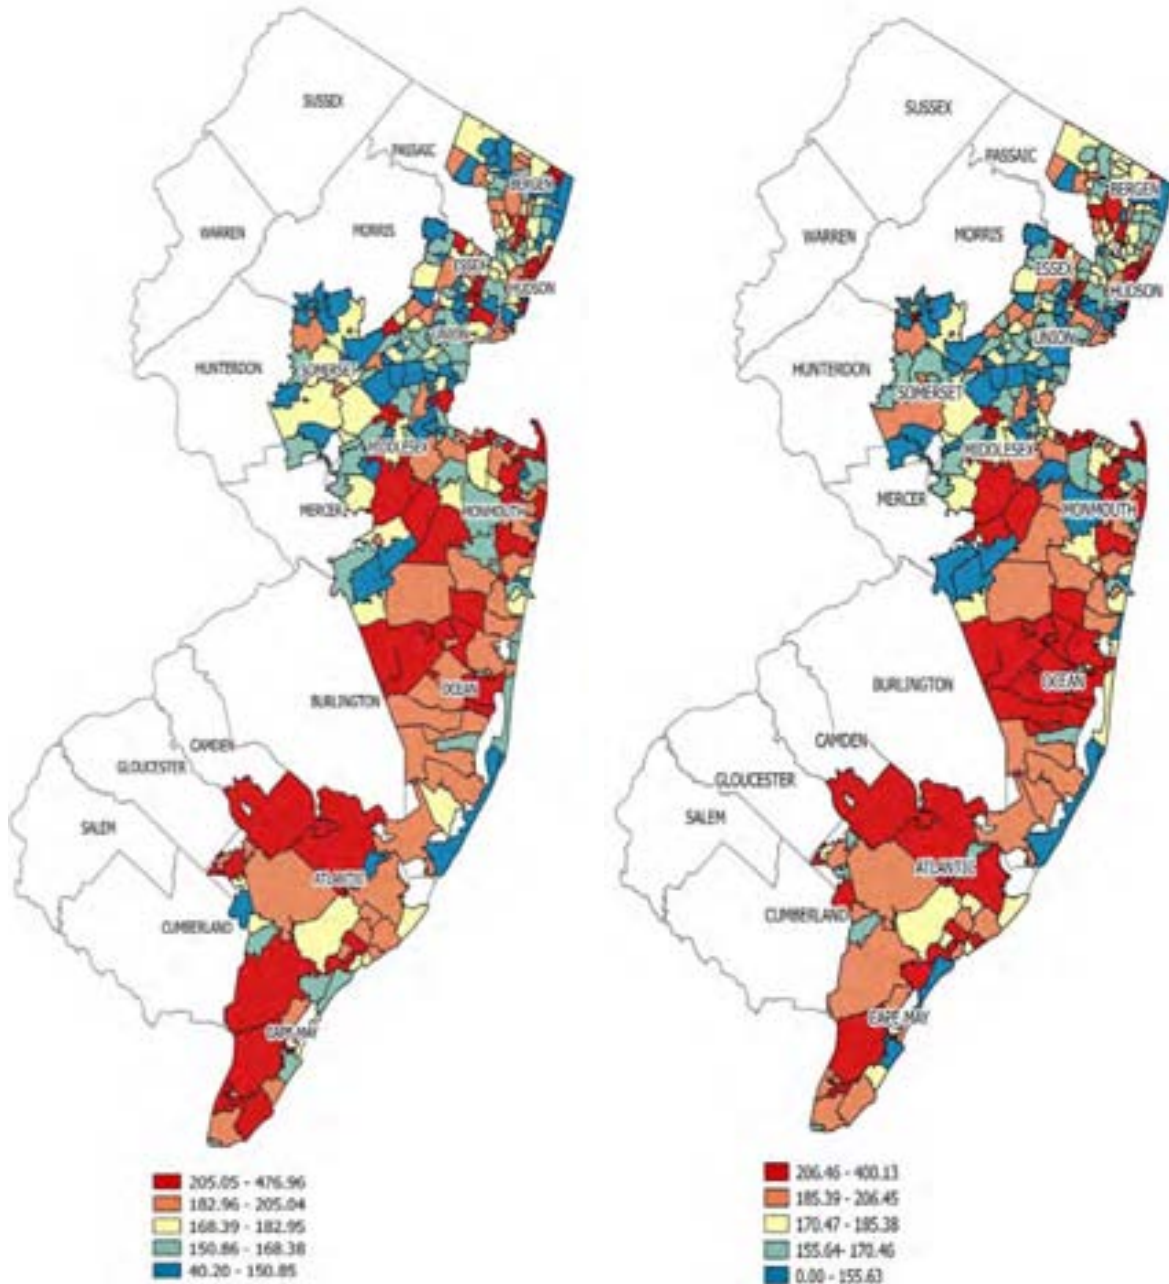 SUSSEX
PASSAIC
BERGEN
WARREN
MORRIS
ESSEX
HUDSON
UNION
HUNTERDON
SOMERSET
MIDDLESEX
MERCER
MONMOUTH
OCEAN
BURLINGTON
CAMDEN
GLOUCESTER
SALEM
ATLANTIC
CUMBERLAND
CAPE MAY
205.05 - 476.96
182.96 - 205.04
168.39 - 182.95
150.86 - 168.38
40.20 - 150.85
SUSSEX
PASSAIC
BERGEN
WARREN
MORRIS
ESSEX
HUDSON
UNION
HUNTERDON
SOMERSET
MIDDLESEX
MERCER
MONMOUTH
OCEAN
BURLINGTON
CAMDEN
GLOUCESTER
SALEM
ATLANTIC
CUMBERLAND
CAPE MAY
206.46 - 400.13
185.39 - 206.45
170.47 - 185.38
155.64- 170.46
0.00 - 155.63